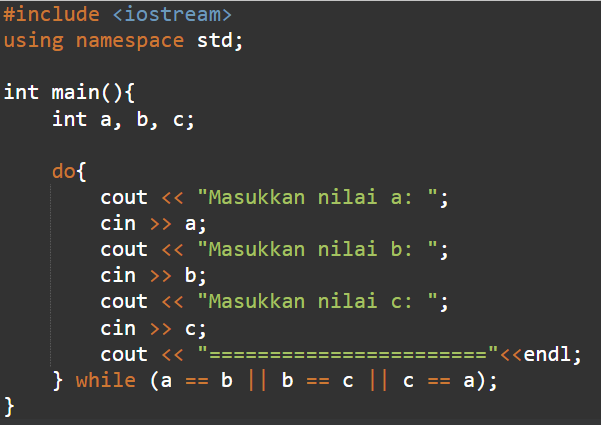 #include <iostream>
using namespace std;

int main(){
    int a, b, c;

    do{
        cout << "Masukkan nilai a: ";
        cin >> a;
        cout << "Masukkan nilai b: ";
        cin >> b;
        cout << "Masukkan nilai c: ";
        cin >> c;
        cout << "======================="<<endl;
    } while (a == b || b == c || c == a);
}